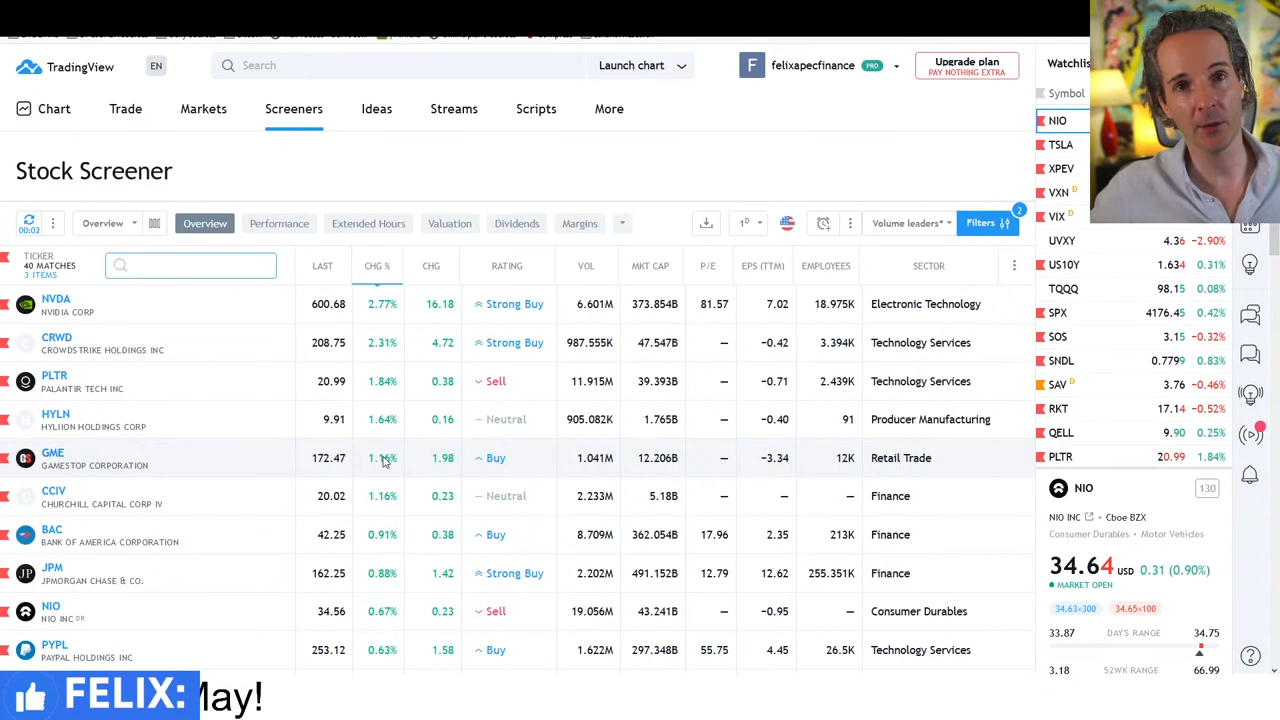 TradingView EN Search Launch chart F felixapecfinance PRO Upgrade plan
PAY NOTHING EXTRA
Chart Trade Markets Screeners Ideas Streams Scripts More
Stock Screener
00:02 Overview Overview Performance Extended Hours Valuation Dividends Margins 1D Volume leaders* Filters 2
TICKER
40 MATCHES
3 ITEMS
LAST CHG % CHG RATING VOL MKT CAP P/E EPS (TTM) EMPLOYEES SECTOR
NVDA 600.68 2.77% 16.18 Strong Buy 6.601M 373.854B 81.57 7.02 18.975K Electronic Technology
NVIDIA CORP
CRWD 208.75 2.31% 4.72 Strong Buy 987.555K 47.547B — −0.42 3.394K Technology Services
CROWDSTRIKE HOLDINGS INC
PLTR 20.99 1.84% 0.38 Sell 11.915M 39.393B — −0.71 2.439K Technology Services
PALANTIR TECH INC
H HYLN 9.91 1.64% 0.16 — Neutral 905.082K 1.765B — −0.40 91 Producer Manufacturing
HYLIION HOLDINGS CORP
GS GME 172.47 1.16% 1.98 Buy 1.041M 12.206B — −3.34 12K Retail Trade
GAMESTOP CORPORATION
C CCIV 20.02 1.16% 0.23 — Neutral 2.233M 5.18B — — — Finance
CHURCHILL CAPITAL CORP IV
BAC 42.25 0.91% 0.38 Buy 8.709M 362.054B 17.96 2.35 213K Finance
BANK OF AMERICA CORPORATION
JP JPM 162.25 0.88% 1.42 Strong Buy 2.202M 491.152B 12.79 12.62 255.351K Finance
JPMORGAN CHASE & CO.
NIO 34.56 0.67% 0.23 Sell 19.056M 43.241B — −0.95 — Consumer Durables
NIO INC DR
PYPL 253.12 0.63% 1.58 Buy 1.622M 297.348B 55.75 4.45 26.5K Technology Services
PAYPAL HOLDINGS INC
Watchlis
Symbol
NIO
TSLA
XPEV
VXN D
VIX D
UVXY 4.36 −2.90%
US10Y 1.634 0.31%
TQQQ 98.15 0.08%
SPX 4176.45 0.42%
SOS 3.15 −0.32%
SNDL 0.7799 0.83%
SAV D 3.76 −0.46%
RKT 17.14 −0.52%
QELL 9.90 0.25%
PLTR 20.99 1.84%
NIO 130
NIO INC • Cboe BZX
Consumer Durables • Motor Vehicles
34.64 USD 0.31 (0.90%)
MARKET OPEN
34.63×300 34.65×100
33.87 DAY'S RANGE 34.75
3.18 52WK RANGE 66.99
FELIX: May!